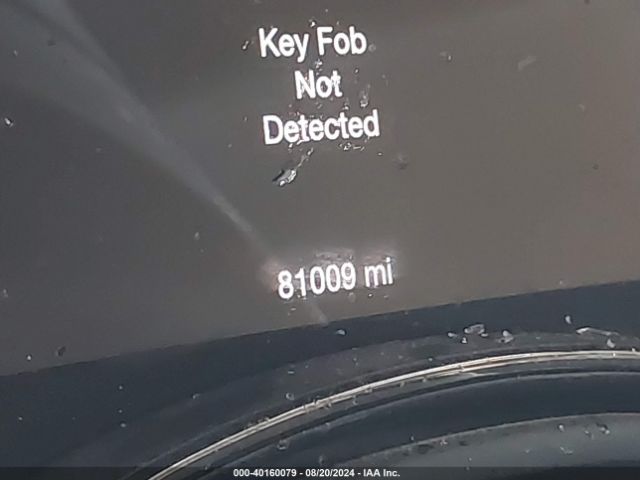 Key Fob
Not
Detected
81009 mi
000-40160079 - 08/20/2024 - IAA Inc.